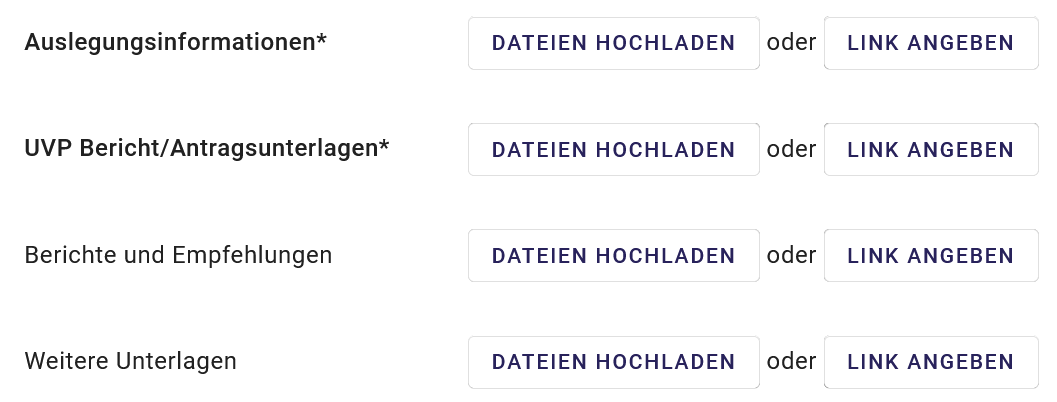 Auslegungsinformationen* DATEIEN HOCHLADEN oder LINK ANGEBEN
UVP Bericht/Antragsunterlagen* DATEIEN HOCHLADEN oder LINK ANGEBEN
Berichte und Empfehlungen DATEIEN HOCHLADEN oder LINK ANGEBEN
Weitere Unterlagen DATEIEN HOCHLADEN oder LINK ANGEBEN